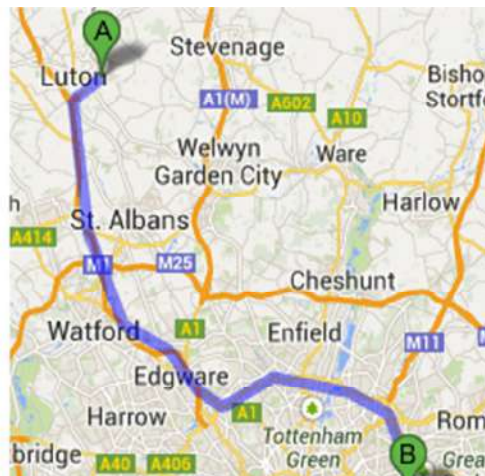 A
Stevenage
Luton
Bisho
Stortfo
A1(M)
A602
A10
Welwyn
Garden City
Ware
Harlow
h
St. Albans
A414
M1
M25
Cheshunt
Watford
A1
Enfield
M11
Edgware
Harrow
A1
Rom
Tottenham
Green
B
bridge
A40
A406
Grea